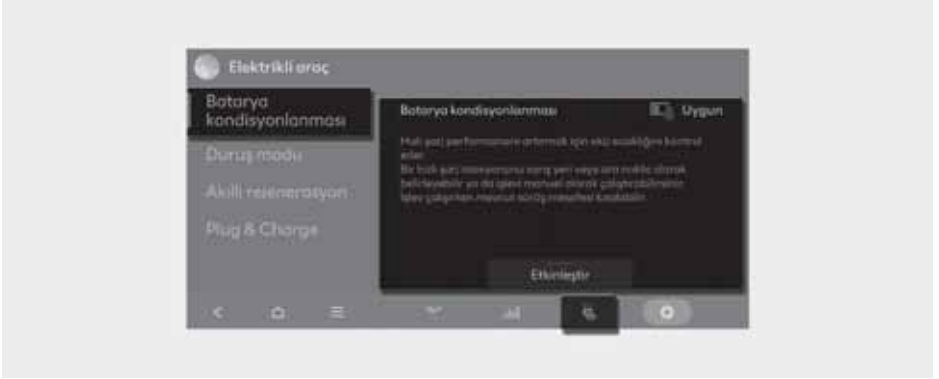 Elektrikli araç
Batarya
kondisyonlanması
Duruş modu
Akıllı rejenerasyon
Plug & Charge
Batarya kondisyonlanması
Uygun
Hızlı şarj performansını artırmak için akü sıcaklığını kontrol
eder.
Bir hızlı şarj istasyonunu varış yeri veya ara nokta olarak
belirleyebilir ya da işlevi manuel olarak çalıştırabilirsiniz.
İşlev çalışırken mevcut sürüş mesafesi kısalabilir.
Etkinleştir